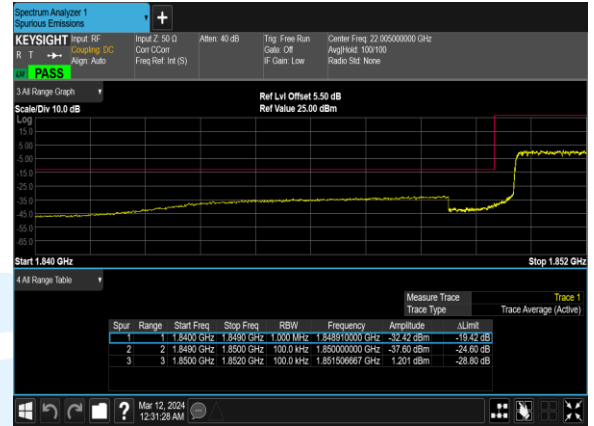 Spectrum Analyzer 1
Spurious Emissions
KEYSIGHT Input: RF Input Z: 50 Ω Atten: 40 dB Trig: Free Run Center Freq: 22.005000000 GHz
R T Coupling: DC Corr CCorr Gate: Off Avg|Hold: 100/100
Align: Auto Freq Ref: Int (S) IF Gain: Low Radio Std: None
PASS
3 All Range Graph
Ref Lvl Offset 5.50 dB
Scale/Div 10.0 dB Ref Value 25.00 dBm
Log
15.0
5.00
-5.00
-15.0
-25.0
-35.0
-45.0
-55.0
-65.0
Start 1.840 GHz Stop 1.852 GHz
4 All Range Table
Measure Trace Trace 1
Trace Type Trace Average (Active)
Spur Range Start Freq Stop Freq RBW Frequency Amplitude ΔLimit
1 1 1.8400 GHz 1.8490 GHz 1.000 MHz 1.848910000 GHz -32.42 dBm -19.42 dB
2 2 1.8490 GHz 1.8500 GHz 100.0 kHz 1.850000000 GHz -37.60 dBm -24.60 dB
3 3 1.8500 GHz 1.8520 GHz 100.0 kHz 1.851506667 GHz 1.201 dBm -28.80 dB
? Mar 12, 2024
12:31:28 AM